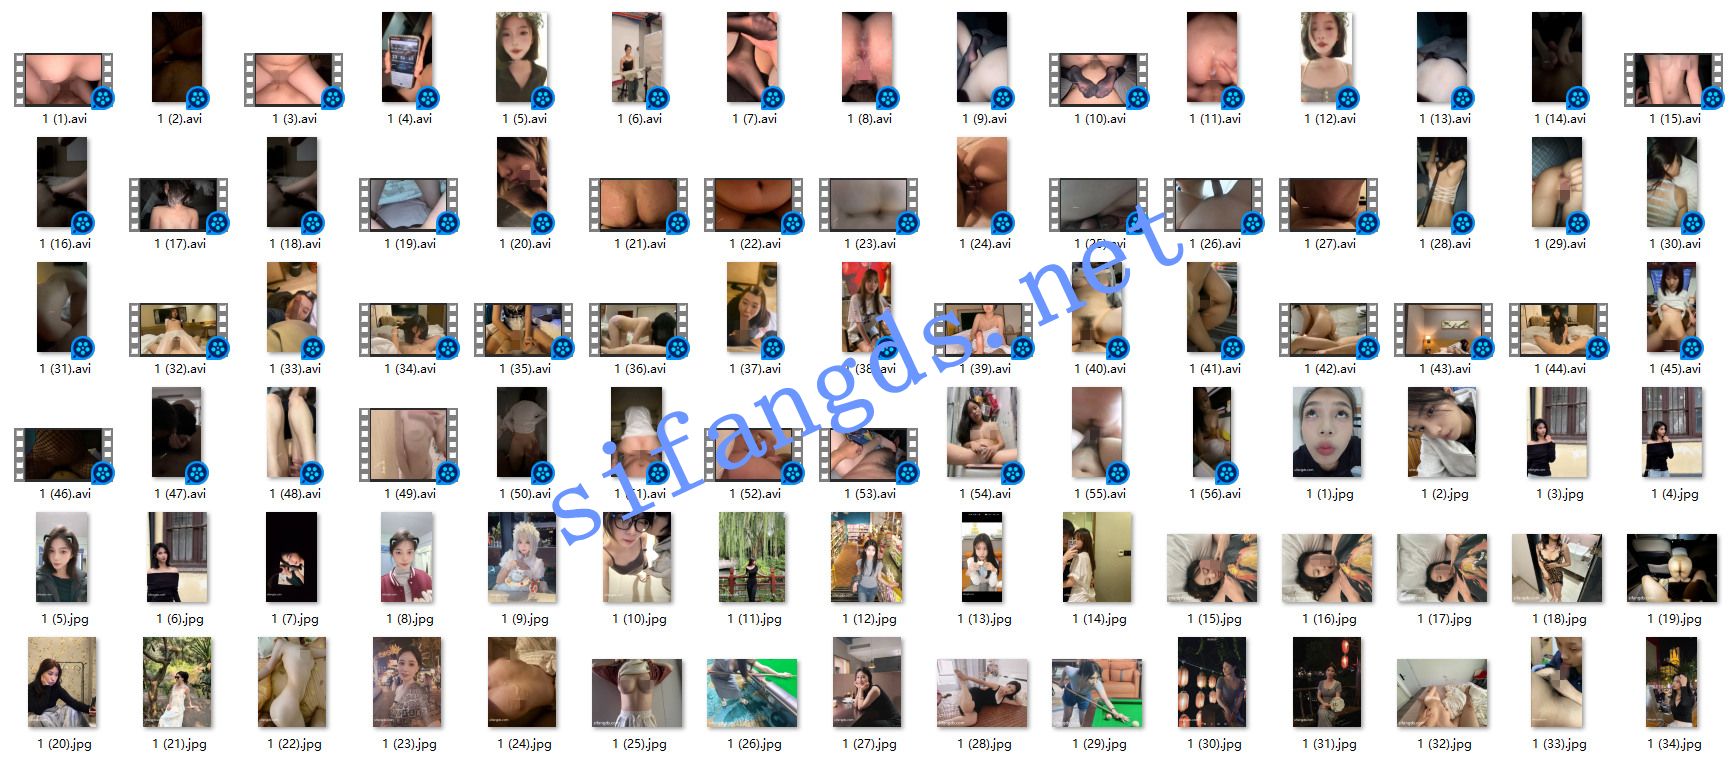 1 (1).avi 1 (2).avi 1 (3).avi 1 (4).avi 1 (5).avi 1 (6).avi 1 (7).avi 1 (8).avi 1 (9).avi 1 (10).avi 1 (11).avi 1 (12).avi 1 (13).avi 1 (14).avi 1 (15).avi
1 (16).avi 1 (17).avi 1 (18).avi 1 (19).avi 1 (20).avi 1 (21).avi 1 (22).avi 1 (23).avi 1 (24).avi 1 (25).avi 1 (26).avi 1 (27).avi 1 (28).avi 1 (29).avi 1 (30).avi
1 (31).avi 1 (32).avi 1 (33).avi 1 (34).avi 1 (35).avi 1 (36).avi 1 (37).avi 1 (38).avi 1 (39).avi 1 (40).avi 1 (41).avi 1 (42).avi 1 (43).avi 1 (44).avi 1 (45).avi
1 (46).avi 1 (47).avi 1 (48).avi 1 (49).avi 1 (50).avi 1 (51).avi 1 (52).avi 1 (53).avi 1 (54).avi 1 (55).avi 1 (56).avi 1 (1).jpg 1 (2).jpg 1 (3).jpg 1 (4).jpg
1 (5).jpg 1 (6).jpg 1 (7).jpg 1 (8).jpg 1 (9).jpg 1 (10).jpg 1 (11).jpg 1 (12).jpg 1 (13).jpg 1 (14).jpg 1 (15).jpg 1 (16).jpg 1 (17).jpg 1 (18).jpg 1 (19).jpg
1 (20).jpg 1 (21).jpg 1 (22).jpg 1 (23).jpg 1 (24).jpg 1 (25).jpg 1 (26).jpg 1 (27).jpg 1 (28).jpg 1 (29).jpg 1 (30).jpg 1 (31).jpg 1 (32).jpg 1 (33).jpg 1 (34).jpg
sifangds.net